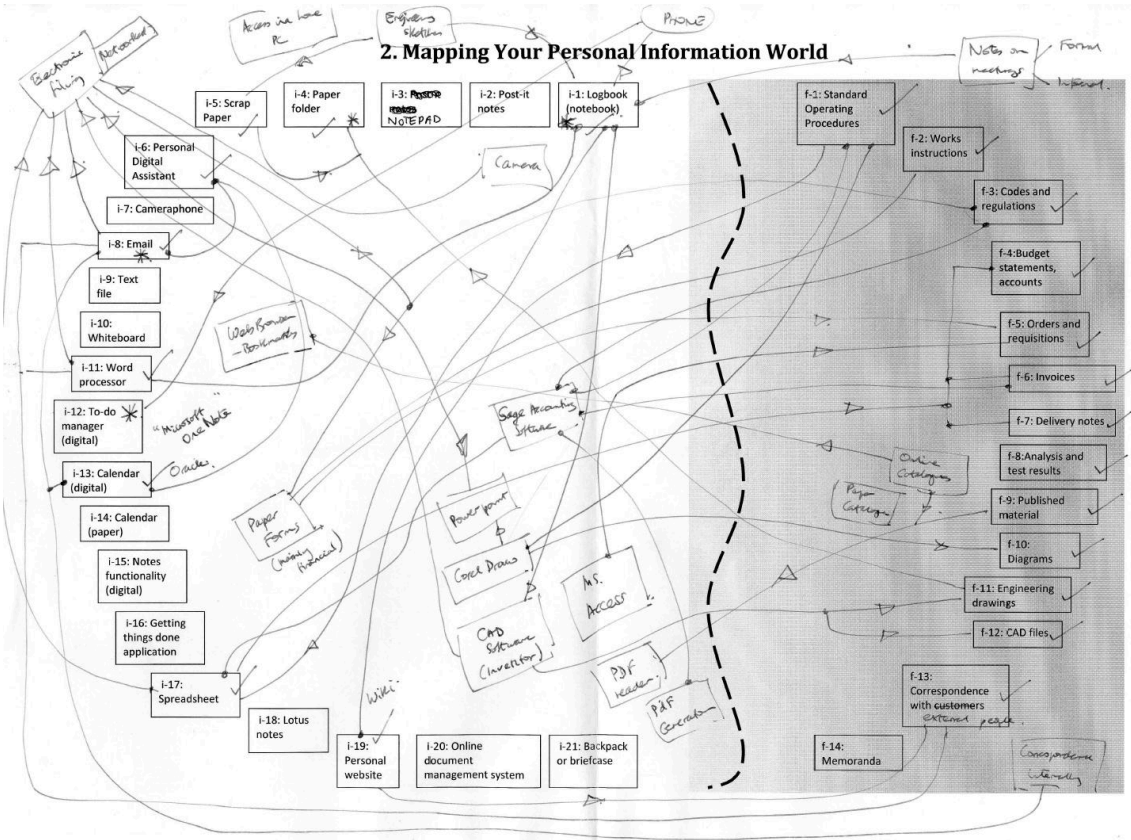 Electronic
Filing
Networked
Access in home
PC
Engineers
sketches
PHONE
2. Mapping Your Personal Information World
Notes on
meetings
Formal
i-5: Scrap
Paper
i-4: Paper
folder
i-3:
NOTEPAD
i-2: Post-it
notes
i-1: Logbook
(notebook)
f-1: Standard
Operating
Procedures
f-2: Works
instructions
i-6: Personal
Digital
Assistant
Camera
f-3: Codes and
regulations
i-7: Cameraphone
i-8: Email
f-4:Budget
statements,
accounts
i-9: Text
file
i-10:
Whiteboard
Web Browser
- Bookmarks
f-5: Orders and
requisitions
i-11: Word
processor
f-6: Invoices
i-12: To-do
manager
(digital)
"Microsoft"
One Note
Sage Accounting
Software
f-7: Delivery notes
i-13: Calendar
(digital)
Oracle
Online
Catalogues
f-8:Analysis and
test results
Paper
Catalogue
f-9: Published
material
i-14: Calendar
(paper)
Paper
Forms
(mainly
financial)
Powerpoint
f-10:
Diagrams
i-15: Notes
functionality
(digital)
Corel Draw
MS.
Access
f-11: Engineering
drawings
i-16: Getting
things done
application
CAD
Software
(inventor)
f-12: CAD files
i-17:
Spreadsheet
PDF
reader
Pdf
Generation
f-13:
Correspondence
with customers
external people
Wiki
i-18: Lotus
notes
i-19:
Personal
website
i-20: Online
document
management system
i-21: Backpack
or briefcase
f-14:
Memoranda
Correspondence
internally